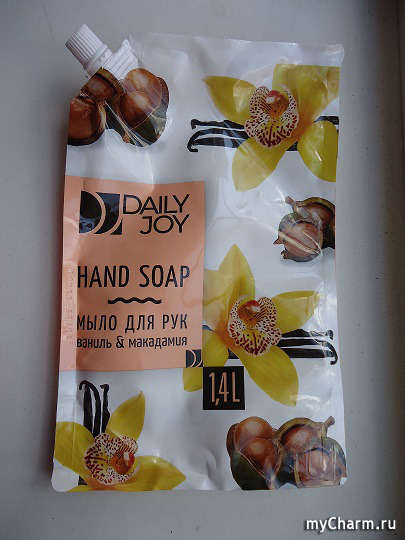 DAILY
JOY
HAND SOAP
МЫЛО ДЛЯ РУК
ваниль & макадамия
1,4L
myCharm.ru